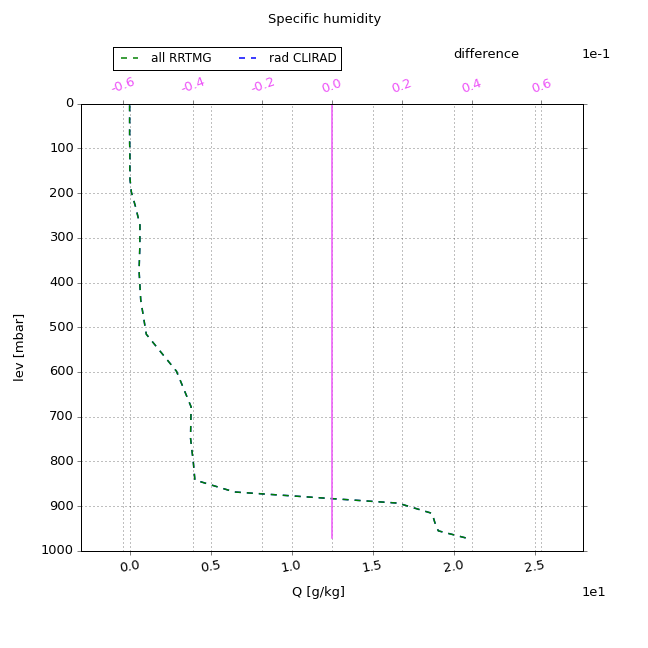 Specific humidity
all RRTMG rad CLIRAD difference 1e-1
-0.6 -0.4 -0.2 0.0 0.2 0.4 0.6
0
100
200
300
400
500
600
700
800
900
1000
lev [mbar]
0.0 0.5 1.0 1.5 2.0 2.5
Q [g/kg] 1e1